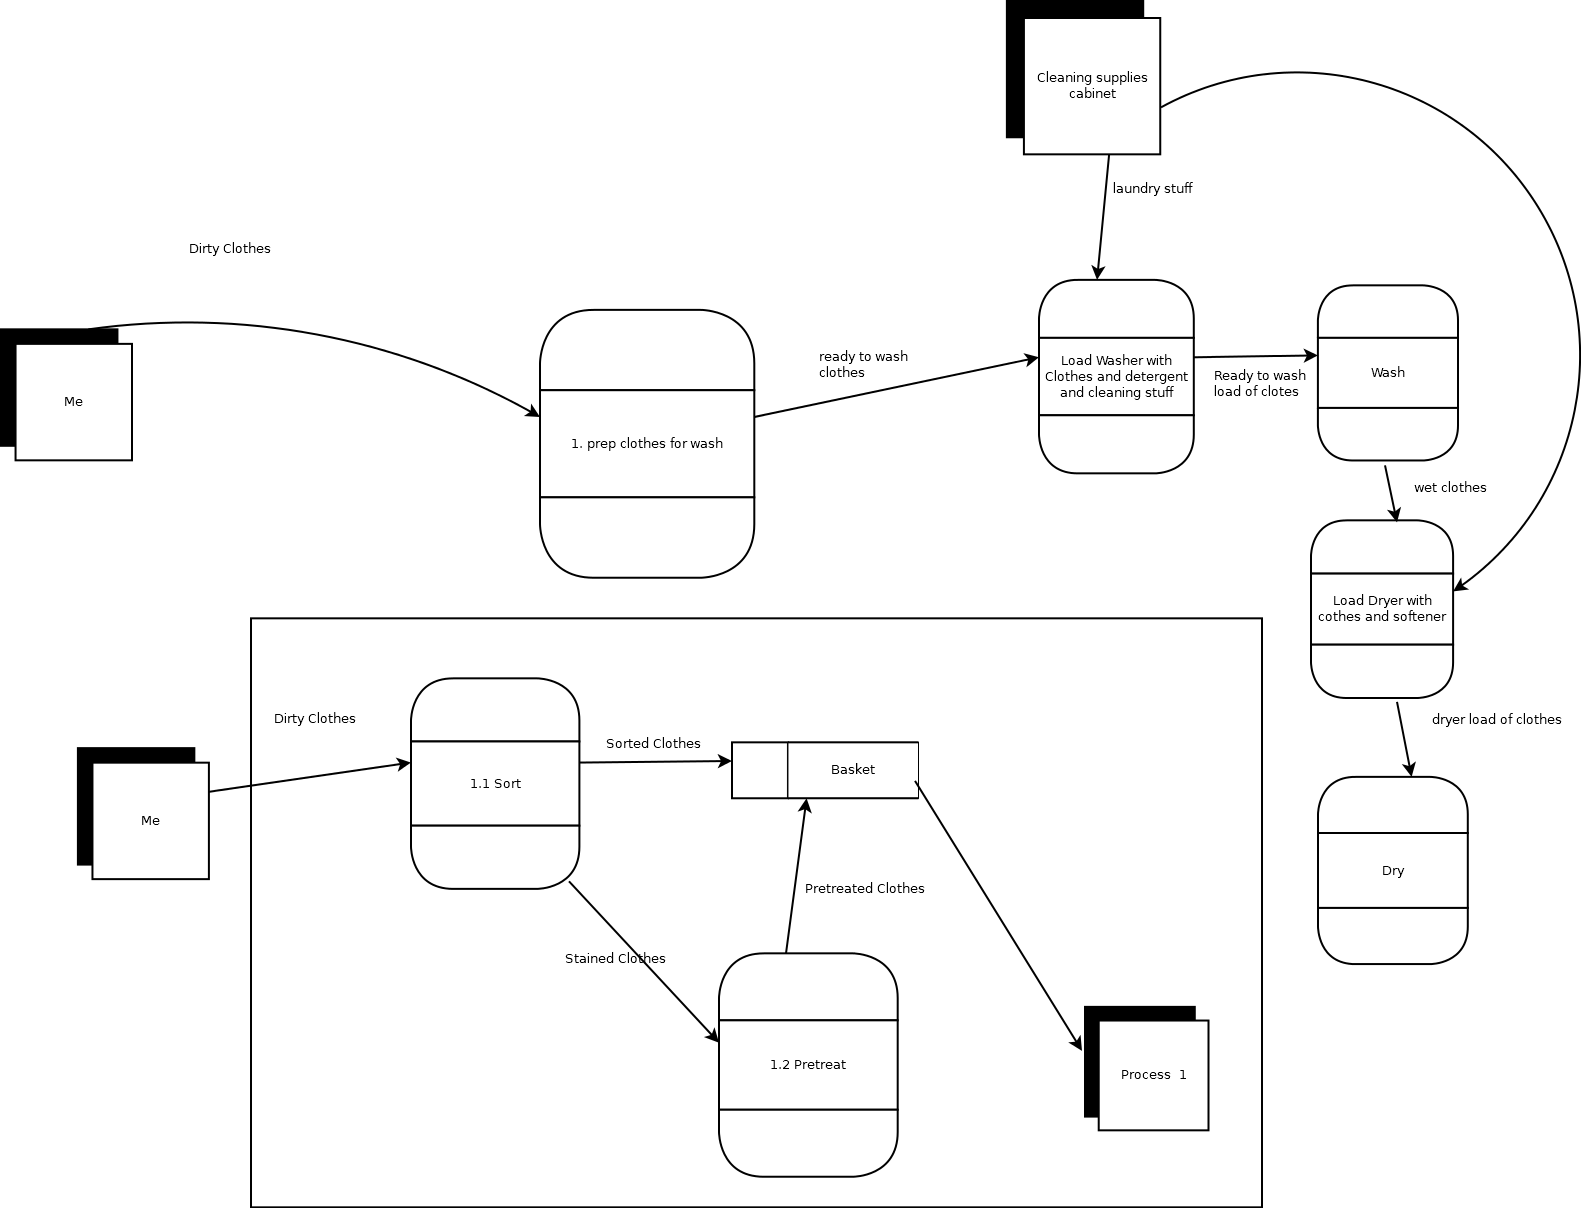 Cleaning supplies
cabinet
laundry stuff
Dirty Clothes
Me
1. prep clothes for wash
ready to wash
clothes
Load Washer with
Clothes and detergent
and cleaning stuff
Ready to wash
load of clotes
Wash
wet clothes
Load Dryer with
cothes and softener
dryer load of clothes
Dry
Dirty Clothes
Me
1.1 Sort
Sorted Clothes
Basket
Stained Clothes
Pretreated Clothes
1.2 Pretreat
Process 1